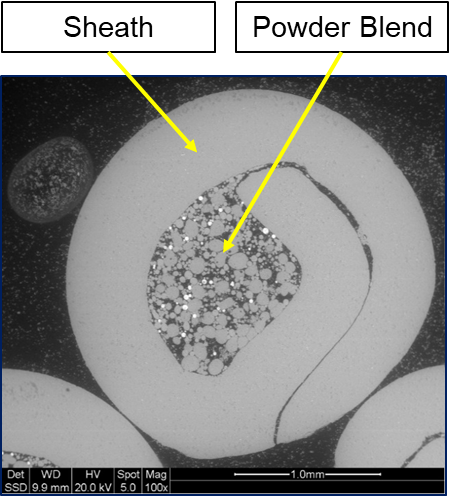 Sheath
Powder Blend
Det WD HV Spot Mag
SSD 9.9 mm 20.0 kV 5.0 100x
1.0mm